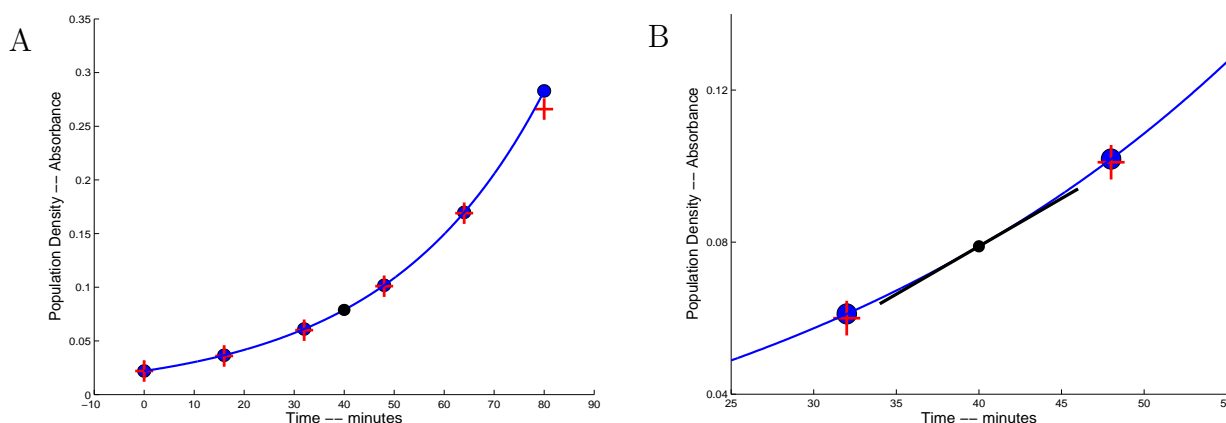 A
0.35
0.3
0.25
0.2
0.15
0.1
0.05
0
Population Density −− Absorbance
−10 0 10 20 30 40 50 60 70 80 90
Time −− minutes
B
0.12
0.08
0.04
Population Density −− Absorbance
25 30 35 40 45 50 55
Time −− minutes